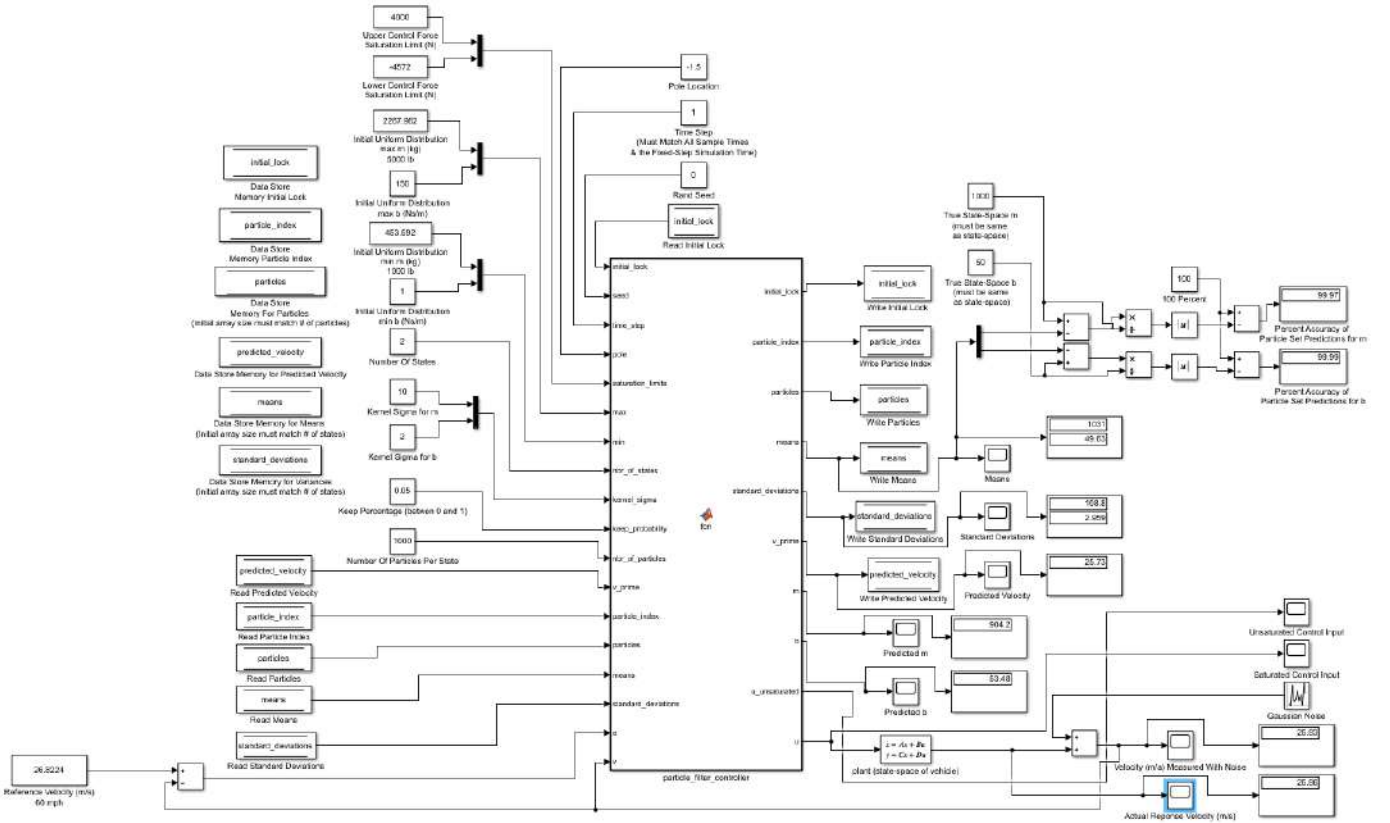 4000
Upper Control Force
Saturation Limit (N)
-4572
Lower Control Force
Saturation Limit (N)
2267.962
Initial Uniform Distribution
max m (kg)
5000 lb
150
Initial Uniform Distribution
max b (Ns/m)
453.592
Initial Uniform Distribution
min m (kg)
1000 lb
1
Initial Uniform Distribution
min b (Ns/m)
2
Number Of States
10
Kernel Sigma for m
2
Kernel Sigma for b
0.05
Keep Percentage (betwen 0 and 1)
1000
Number Of Particles Per State
initial_lock
Data Store
Memory Initial Lock
particle_index
Data Store
Memory Particle Index
particles
Data Store
Memory For Particles
(Initial array size must match # of particles)
predicted_velocity
Data Store Memory for Predicted Velocity
means
Data Store Memory for Means
(Initial array size must match # of states)
standard_deviations
Data Store Memory for Variances
(Initial array size must match # of states)
predicted_velocity
Read Predicted Velocity
particle_index
Read Particle Index
particles
Read Particles
means
Read Means
standard_deviations
Read Standard Deviations
26.8224
Reference Velocity (m/s)
60 mph
-1.5
Pole Location
1
Time Step
(Must Match All Sample Times
& the Fixed-Step Simulation Time)
0
Rand Seed
initial_lock
Read Initial Lock
initial_lock
seed
time_step
pole
saturation_limits
max
min
nbr_of_states
kernel_sigma
keep_probability
nbr_of_particles
v_prime
particle_index
particles
means
standard_deviations
e
v
fcn
initial_lock
particle_index
particles
means
standard_deviations
v_prime
m
b
u_unsaturated
u
particle_filter_controller
initial_lock
Write Initial Lock
particle_index
Write Particle Index
particles
Write Particles
means
Write Means
standard_deviations
Write Standard Deviations
predicted_velocity
Write Predicted Velocity
Means
1031
49.63
Standard Deviations
108.8
2.959
Predicted Velocity
25.73
Predicted m
904.2
Predicted b
53.48
1000
True State-Space m
(must be same
as state-space)
50
True State-Space b
(must be same
as state-space)
100
100 Percent
|u|
|u|
99.97
Percent Accuracy of
Particle Set Predictions for m
99.99
Percent Accuracy of
Particle Set Predictions for b
Unsaturated Control Input
Saturated Control Input
Gaussian Noise
ẋ = Ax + Bu
y = Cx + Du
plant (state-space of vehicle)
Velocity (m/s) Measured With Noise
Actual Reponse Velocity (m/s)